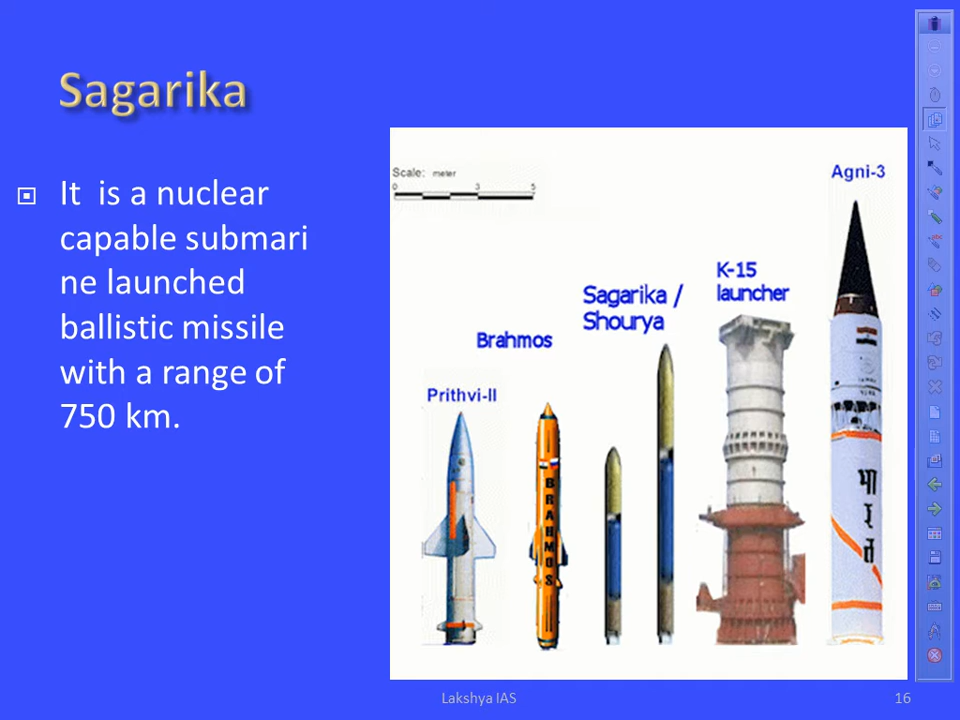 Sagarika
It is a nuclear
capable submari
ne launched
ballistic missile
with a range of
750 km.
Scale: meter
0 3 5
Agni-3
K-15
launcher
Sagarika /
Shourya
Brahmos
Prithvi-II
BRAHMOS
भारत
Lakshya IAS
16